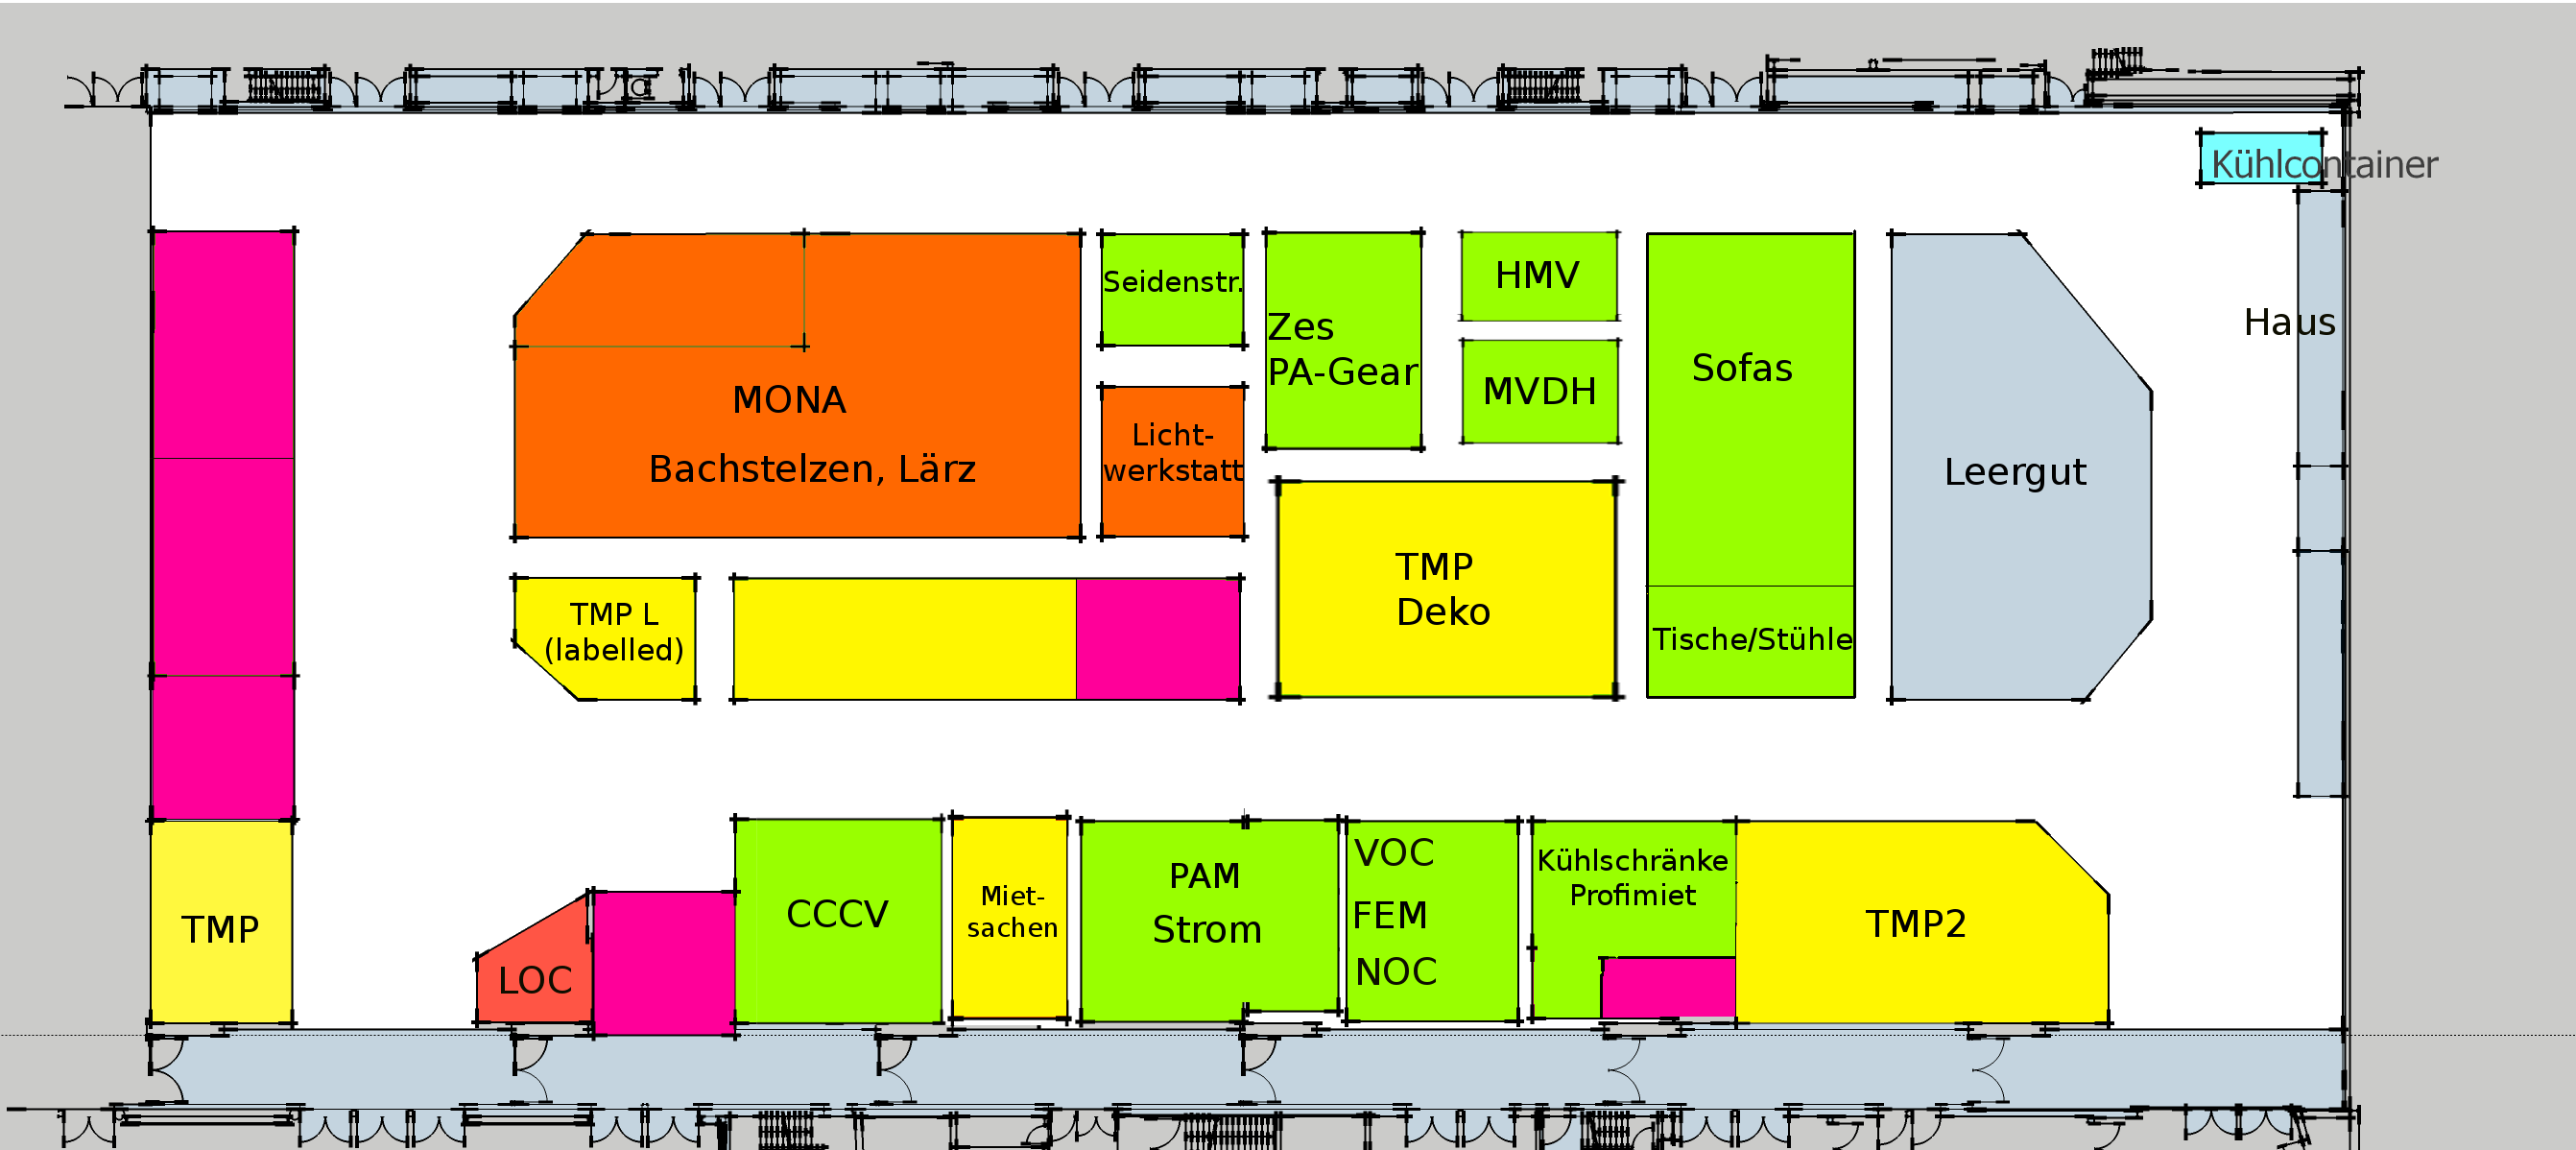 Kühlcontainer
Seidenstr.
HMV
Haus
Zes
PA-Gear
Sofas
MVDH
MONA
Licht-
werkstatt
Bachstelzen, Lärz
Leergut
TMP
Deko
TMP L
(labelled)
Tische/Stühle
VOC
Kühlschränke
Profimiet
PAM
Miet-
sachen
CCCV
FEM
TMP2
TMP
Strom
LOC
NOC